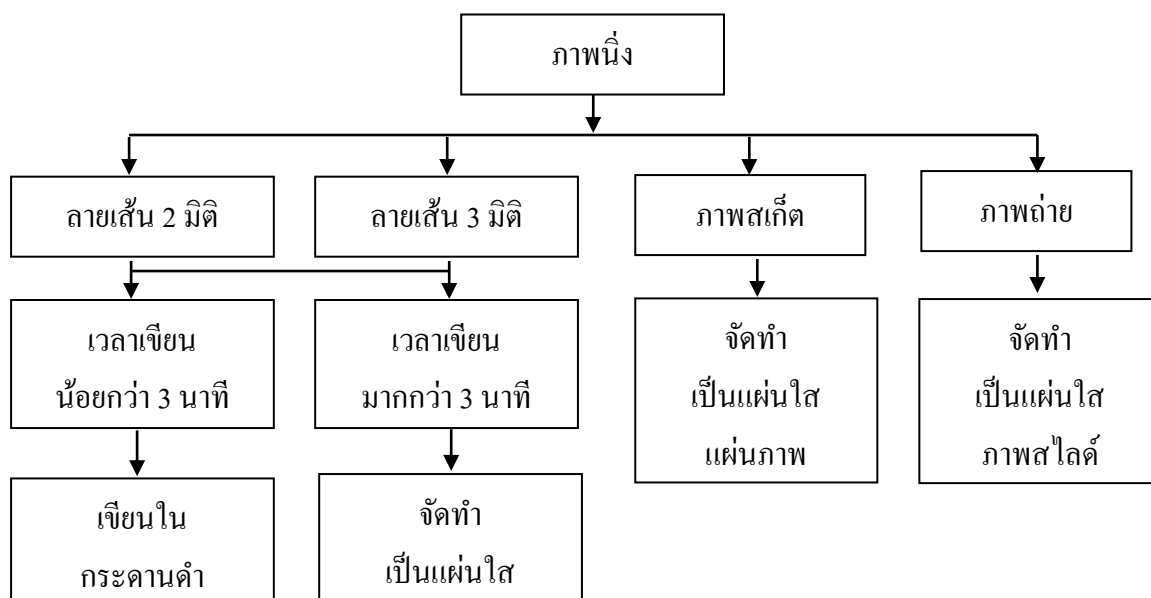 ภาพนิ่ง
ลายเส้น 2 มิติ
ลายเส้น 3 มิติ
ภาพสเก็ต
ภาพถ่าย
เวลาเขียน
น้อยกว่า 3 นาที
เวลาเขียน
มากกว่า 3 นาที
จัดทำ
เป็นแผ่นใส
แผ่นภาพ
จัดทำ
เป็นแผ่นใส
ภาพสไลด์
เขียนใน
กระดานดำ
จัดทำ
เป็นแผ่นใส